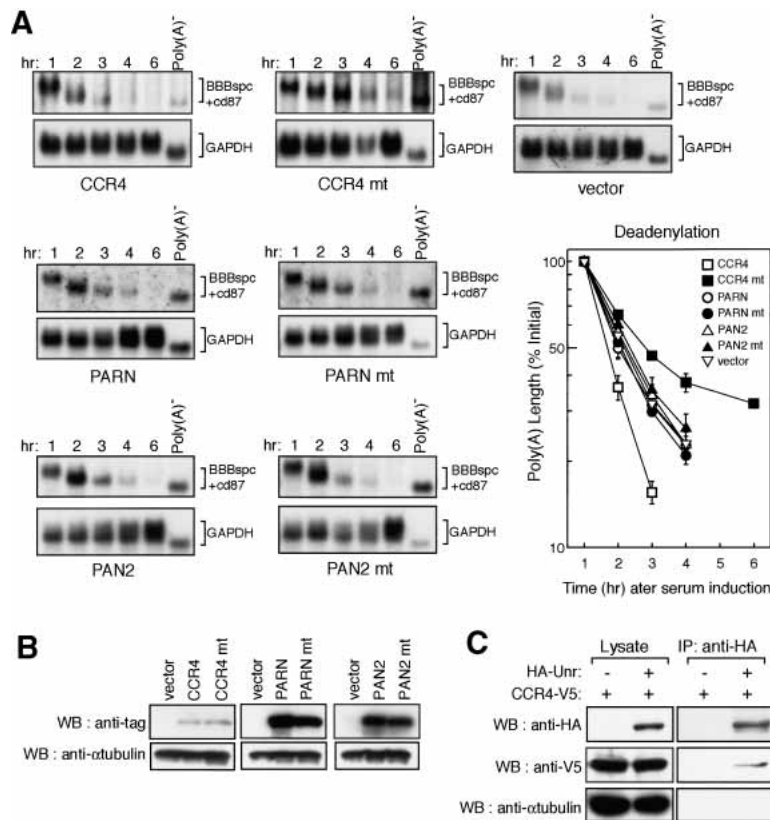 A
hr: 1 2 3 4 6 Poly(A)⁻
BBBspc
+cd87
GAPDH
CCR4
hr: 1 2 3 4 6 Poly(A)⁻
BBBspc
+cd87
GAPDH
CCR4 mt
hr: 1 2 3 4 6 Poly(A)⁻
BBBspc
+cd87
GAPDH
vector
hr: 1 2 3 4 6 Poly(A)⁻
BBBspc
+cd87
GAPDH
PARN
hr: 1 2 3 4 6 Poly(A)⁻
BBBspc
+cd87
GAPDH
PARN mt
hr: 1 2 3 4 6 Poly(A)⁻
BBBspc
+cd87
GAPDH
PAN2
hr: 1 2 3 4 6 Poly(A)⁻
BBBspc
+cd87
GAPDH
PAN2 mt
Deadenylation
Poly(A) Length (% Initial)
100
50
10
CCR4
CCR4 mt
PARN
PARN mt
PAN2
PAN2 mt
vector
1 2 3 4 5 6
Time (hr) ater serum induction
B
vector CCR4 CCR4 mt
vector PARN PARN mt
vector PAN2 PAN2 mt
WB : anti-tag
WB : anti-αtubulin
C
Lysate IP: anti-HA
HA-Unr: - + - +
CCR4-V5: + + + +
WB : anti-HA
WB : anti-V5
WB : anti-αtubulin